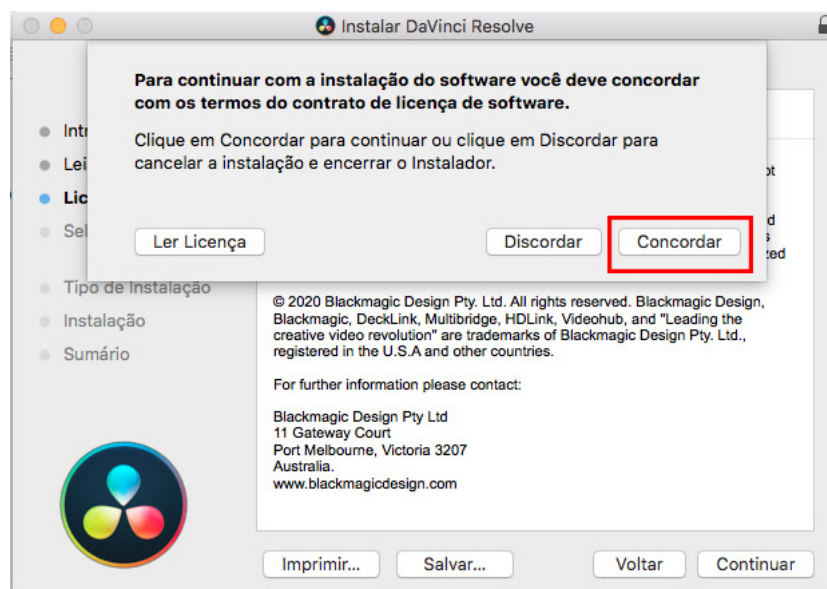 Instalar DaVinci Resolve
Para continuar com a instalação do software você deve concordar
com os termos do contrato de licença de software.
Clique em Concordar para continuar ou clique em Discordar para
cancelar a instalação e encerrar o Instalador.
Ler Licença
Discordar
Concordar
Tipo de Instalação
Instalação
Sumário
© 2020 Blackmagic Design Pty. Ltd. All rights reserved. Blackmagic Design,
Blackmagic, DeckLink, Multibridge, HDLink, Videohub, and "Leading the
creative video revolution" are trademarks of Blackmagic Design Pty. Ltd.,
registered in the U.S.A and other countries.
For further information please contact:
Blackmagic Design Pty Ltd
11 Gateway Court
Port Melbourne, Victoria 3207
Australia.
www.blackmagicdesign.com
Imprimir...
Salvar...
Voltar
Continuar